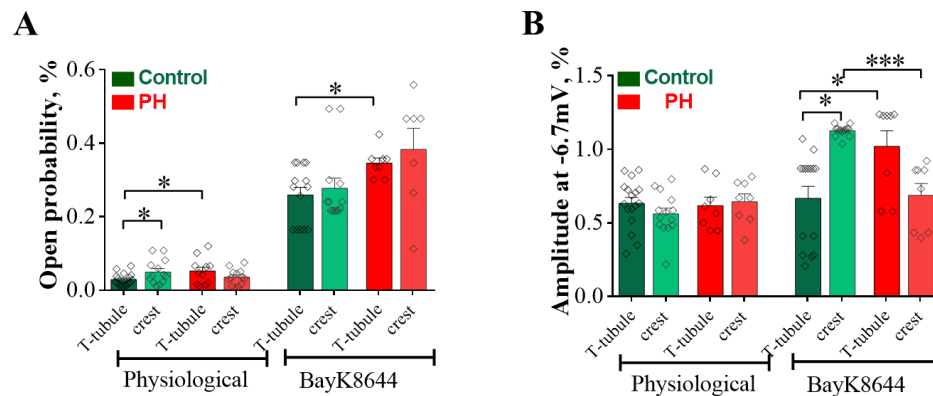 A
Open probability, %
0.6
0.4
0.2
0.0
Control
PH
*
*
*
T-tubule
crest
T-tubule
crest
T-tubule
crest
T-tubule
crest
Physiological
BayK8644
B
Amplitude at -6.7mV, %
1.5
1.0
0.5
0.0
Control
PH
***
*
*
T-tubule
crest
T-tubule
crest
T-tubule
crest
T-tubule
crest
Physiological
BayK8644